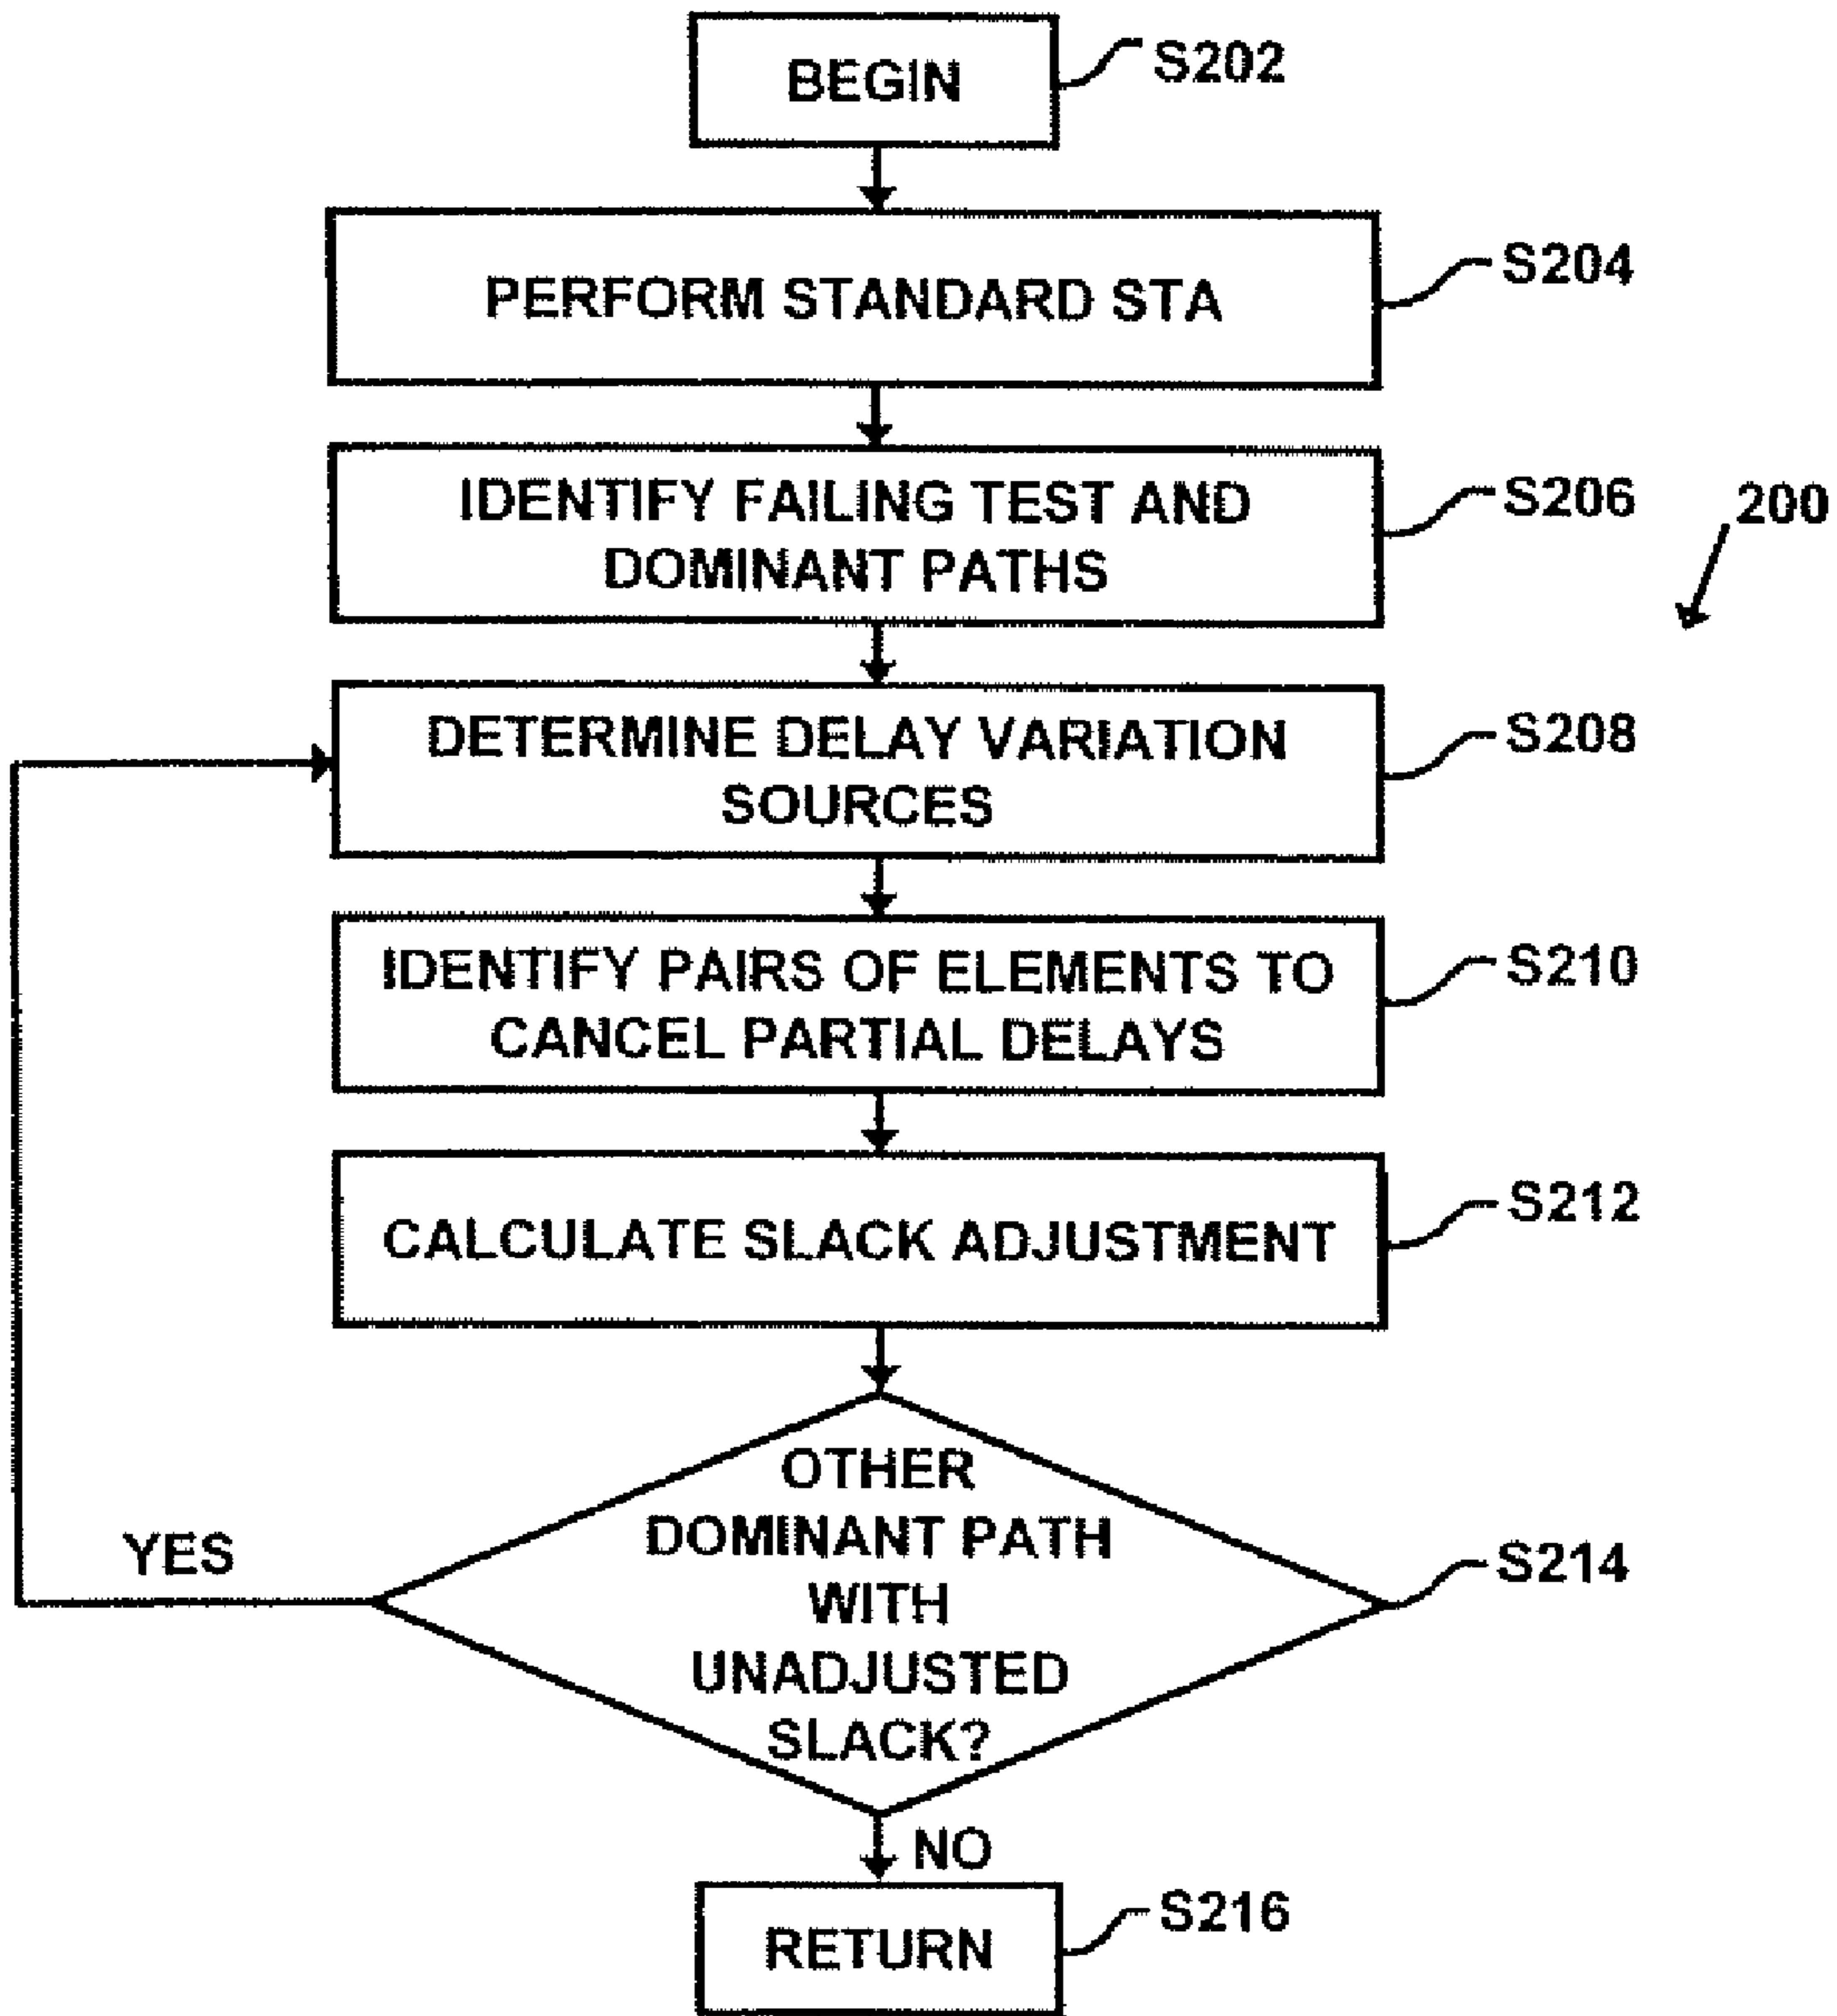 BEGIN
S202
PERFORM STANDARD STA
S204
IDENTIFY FAILING TEST AND
DOMINANT PATHS
S206
200
DETERMINE DELAY VARIATION
SOURCES
S208
IDENTIFY PAIRS OF ELEMENTS TO
CANCEL PARTIAL DELAYS
S210
CALCULATE SLACK ADJUSTMENT
S212
OTHER
DOMINANT PATH
WITH
UNADJUSTED
SLACK?
S214
YES
NO
RETURN
S216